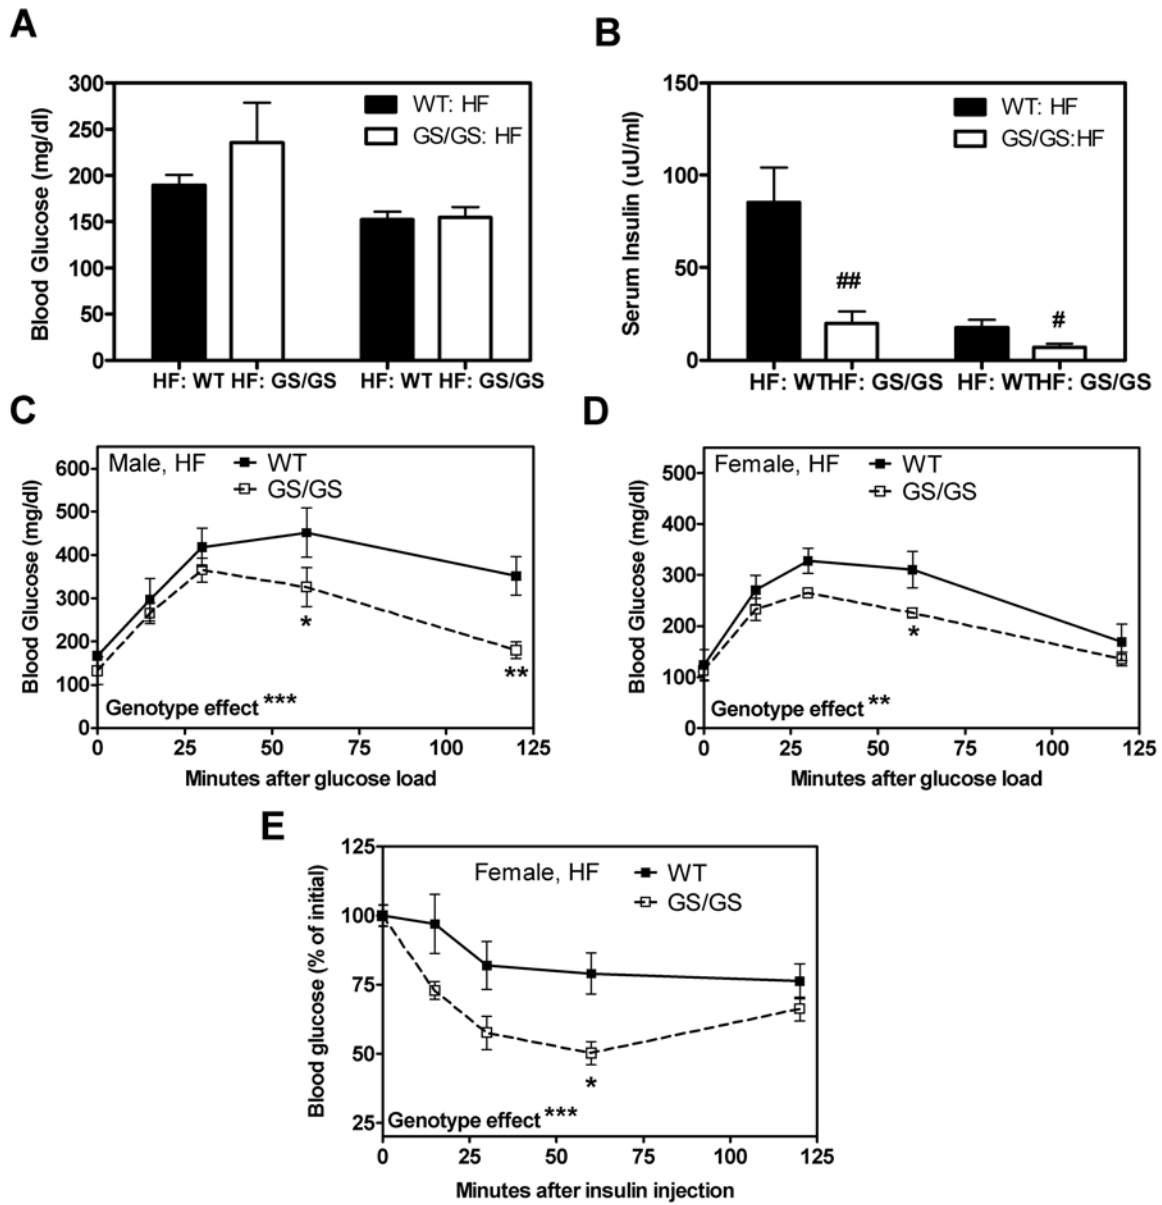 A
B
300
250
200
150
100
50
0
Blood Glucose (mg/dl)
WT: HF
GS/GS: HF
HF: WT HF: GS/GS HF: WT HF: GS/GS
150
100
50
0
Serum Insulin (uU/ml)
WT: HF
GS/GS:HF
##
#
HF: WTHF: GS/GS HF: WTHF: GS/GS
C
D
600
500
400
300
200
100
0
Blood Glucose (mg/dl)
Male, HF
WT
GS/GS
*
**
Genotype effect ***
0 25 50 75 100 125
Minutes after glucose load
500
400
300
200
100
0
Blood Glucose (mg/dl)
Female, HF
WT
GS/GS
*
Genotype effect **
0 25 50 75 100 125
Minutes after glucose load
E
125
100
75
50
25
Blood glucose (% of initial)
Female, HF
WT
GS/GS
*
Genotype effect ***
0 25 50 75 100 125
Minutes after insulin injection